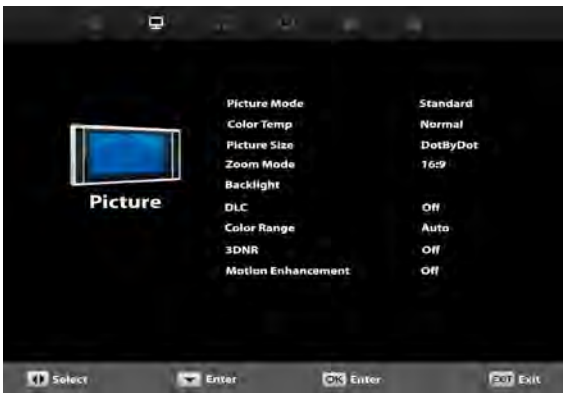 Picture Mode Standard
Color Temp Normal
Picture Size DotByDot
Zoom Mode 16:9
Backlight
Picture
DLC Off
Color Range Auto
3DNR Off
Motion Enhancement Off
Select Enter OK Enter EXIT Exit